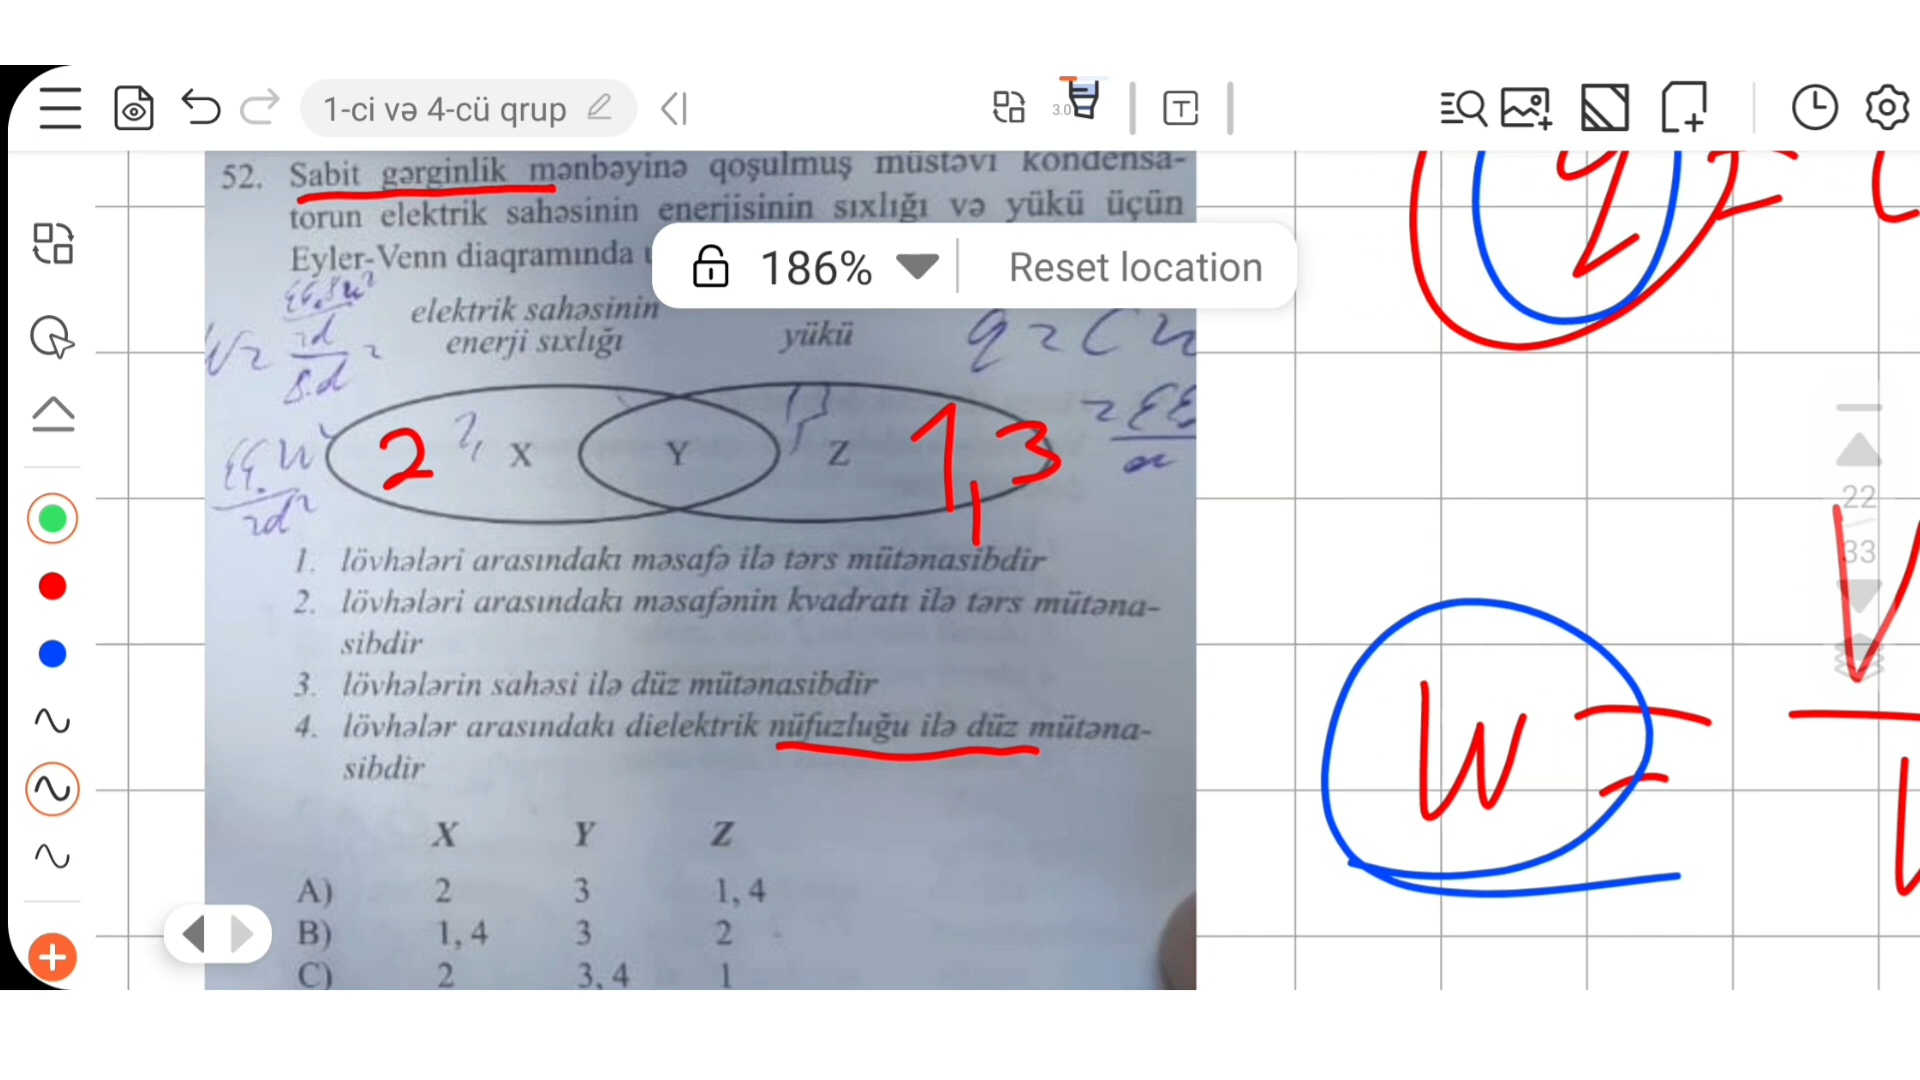 1-ci və 4-cü qrup
3.0
T
52. Sabit gərginlik mənbəyinə qoşulmuş müstəvi kondensa-
torun elektrik sahəsinin enerjisinin sıxlığı və yükü üçün
Eyler-Venn diaqramında
186% Reset location
elektrik sahəsinin
enerji sıxlığı
yükü
q = C u
2 X Y Z 1, 3
1. lövhələri arasındakı məsafə ilə tərs mütənasibdir
2. lövhələri arasındakı məsafənin kvadratı ilə tərs mütəna-
sibdir
3. lövhələrin sahəsi ilə düz mütənasibdir
4. lövhələr arasındakı dielektrik nüfuzluğu ilə düz mütəna-
sibdir
X Y Z
A) 2 3 1, 4
B) 1, 4 3 2
C) 2 3, 4 1
22
33
W =